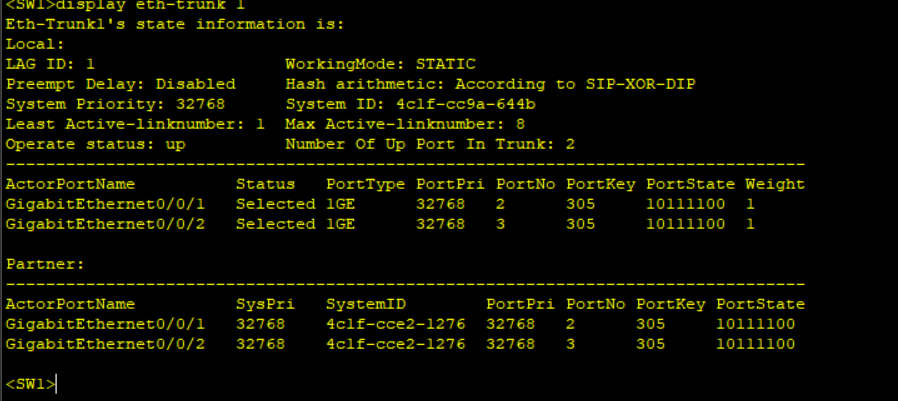 <SW1>display eth-trunk 1
Eth-Trunk1's state information is:
Local:
LAG ID: 1                   WorkingMode: STATIC
Preempt Delay: Disabled     Hash arithmetic: According to SIP-XOR-DIP
System Priority: 32768      System ID: 4c1f-cc9a-644b
Least Active-linknumber: 1  Max Active-linknumber: 8
Operate status: up          Number Of Up Port In Trunk: 2
--------------------------------------------------------------------------------
ActorPortName          Status   PortType PortPri PortNo PortKey PortState Weight
GigabitEthernet0/0/1   Selected 1GE      32768   2      305     10111100  1
GigabitEthernet0/0/2   Selected 1GE      32768   3      305     10111100  1
Partner:
--------------------------------------------------------------------------------
ActorPortName          SysPri   SystemID        PortPri PortNo PortKey PortState
GigabitEthernet0/0/1   32768    4c1f-cce2-1276  32768   2      305     10111100
GigabitEthernet0/0/2   32768    4c1f-cce2-1276  32768   3      305     10111100
<SW1>